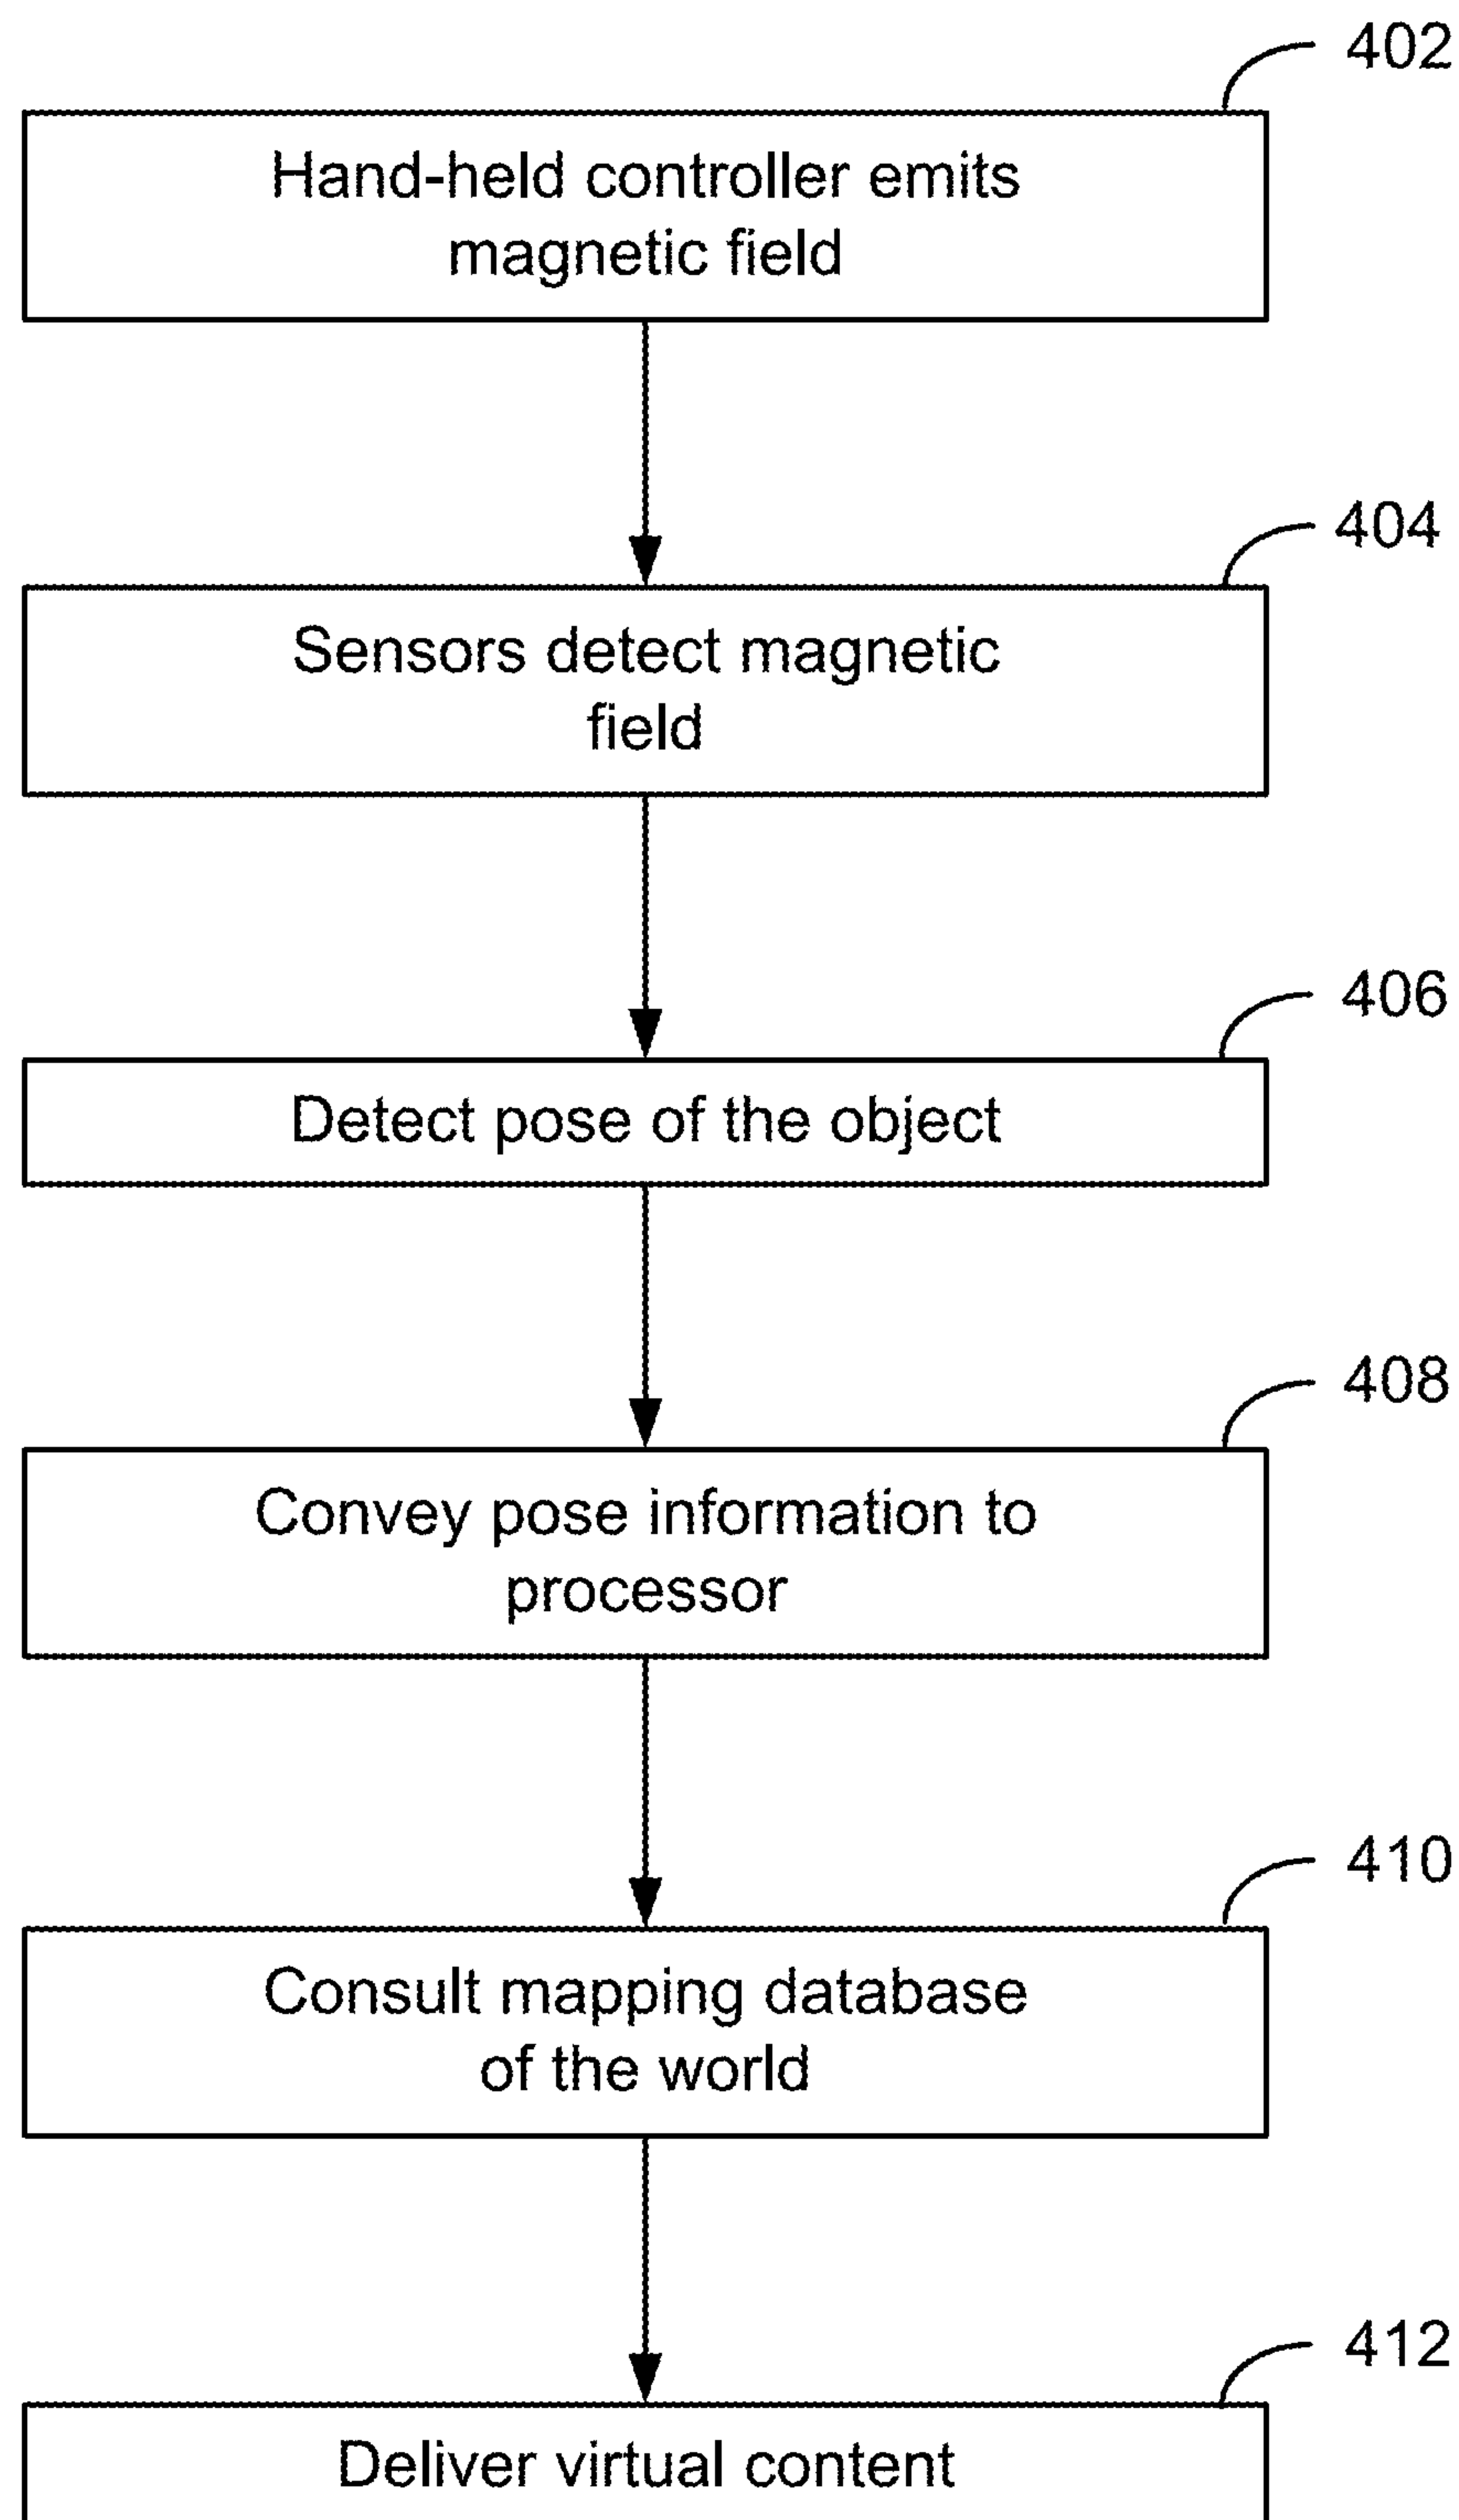 402
Hand-held controller emits
magnetic field
404
Sensors detect magnetic
field
406
Detect pose of the object
408
Convey pose information to
processor
410
Consult mapping database
of the world
412
Deliver virtual content